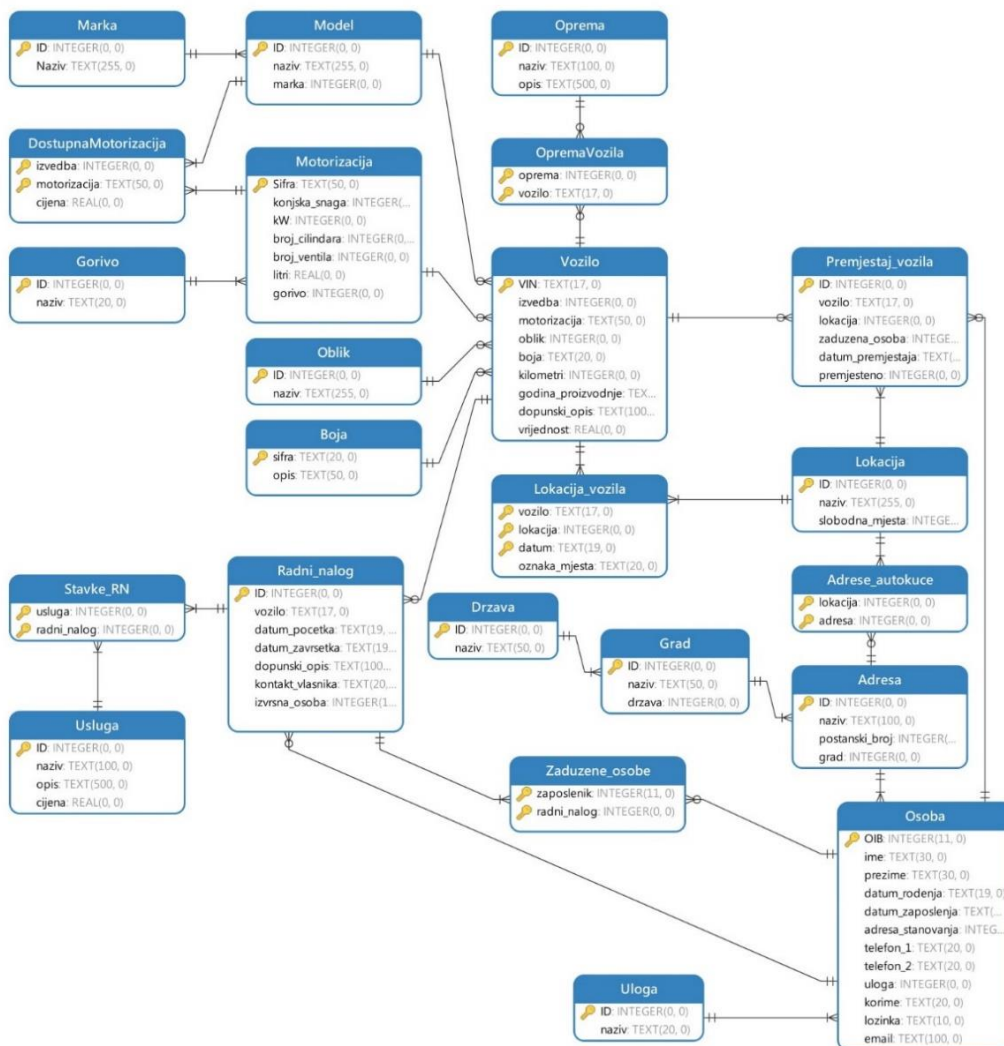 Marka
ID: INTEGER(0, 0)
Naziv: TEXT(255, 0)
Model
ID: INTEGER(0, 0)
naziv: TEXT(255, 0)
marka: INTEGER(0, 0)
Oprema
ID: INTEGER(0, 0)
naziv: TEXT(100, 0)
opis: TEXT(500, 0)
DostupnaMotorizacija
izvedba: INTEGER(0, 0)
motorizacija: TEXT(50, 0)
cijena: REAL(0, 0)
Motorizacija
Sifra: TEXT(50, 0)
konjska_snaga: INTEGER(...
kW: INTEGER(0, 0)
broj_cilindara: INTEGER(0,...
broj_ventila: INTEGER(0, 0)
litri: REAL(0, 0)
gorivo: INTEGER(0, 0)
OpremaVozila
oprema: INTEGER(0, 0)
vozilo: TEXT(17, 0)
Gorivo
ID: INTEGER(0, 0)
naziv: TEXT(20, 0)
Vozilo
VIN: TEXT(17, 0)
izvedba: INTEGER(0, 0)
motorizacija: TEXT(50, 0)
oblik: INTEGER(0, 0)
boja: TEXT(20, 0)
kilometri: INTEGER(0, 0)
godina_proizvodnje: TEX...
dopunski_opis: TEXT(100...
vrijednost: REAL(0, 0)
Premjestaj_vozila
ID: INTEGER(0, 0)
vozilo: TEXT(17, 0)
lokacija: INTEGER(0, 0)
zaduzena_osoba: INTEGE...
datum_premjestaja: TEXT(...
premjesteno: INTEGER(0, 0)
Oblik
ID: INTEGER(0, 0)
naziv: TEXT(255, 0)
Boja
sifra: TEXT(20, 0)
opis: TEXT(50, 0)
Lokacija
ID: INTEGER(0, 0)
naziv: TEXT(255, 0)
slobodna_mjesta: INTEGE...
Lokacija_vozila
vozilo: TEXT(17, 0)
lokacija: INTEGER(0, 0)
datum: TEXT(19, 0)
oznaka_mjesta: TEXT(20, 0)
Stavke_RN
usluga: INTEGER(0, 0)
radni_nalog: INTEGER(0, 0)
Radni_nalog
ID: INTEGER(0, 0)
vozilo: TEXT(17, 0)
datum_pocetka: TEXT(19, ...
datum_zavrsetka: TEXT(19...
dopunski_opis: TEXT(100...
kontakt_vlasnika: TEXT(20,...
izvrsna_osoba: INTEGER(1...
Drzava
ID: INTEGER(0, 0)
naziv: TEXT(50, 0)
Grad
ID: INTEGER(0, 0)
naziv: TEXT(50, 0)
drzava: INTEGER(0, 0)
Adrese_autokuce
lokacija: INTEGER(0, 0)
adresa: INTEGER(0, 0)
Adresa
ID: INTEGER(0, 0)
naziv: TEXT(100, 0)
postanski_broj: INTEGER(...
grad: INTEGER(0, 0)
Usluga
ID: INTEGER(0, 0)
naziv: TEXT(100, 0)
opis: TEXT(500, 0)
cijena: REAL(0, 0)
Zaduzene_osobe
zaposlenik: INTEGER(11, 0)
radni_nalog: INTEGER(0, 0)
Osoba
OIB: INTEGER(11, 0)
ime: TEXT(30, 0)
prezime: TEXT(30, 0)
datum_rodenja: TEXT(19, 0)
datum_zaposlenja: TEXT(...
adresa_stanovanja: INTEG...
telefon_1: TEXT(20, 0)
telefon_2: TEXT(20, 0)
uloga: INTEGER(0, 0)
korime: TEXT(20, 0)
lozinka: TEXT(10, 0)
email: TEXT(100, 0)
Uloga
ID: INTEGER(0, 0)
naziv: TEXT(20, 0)